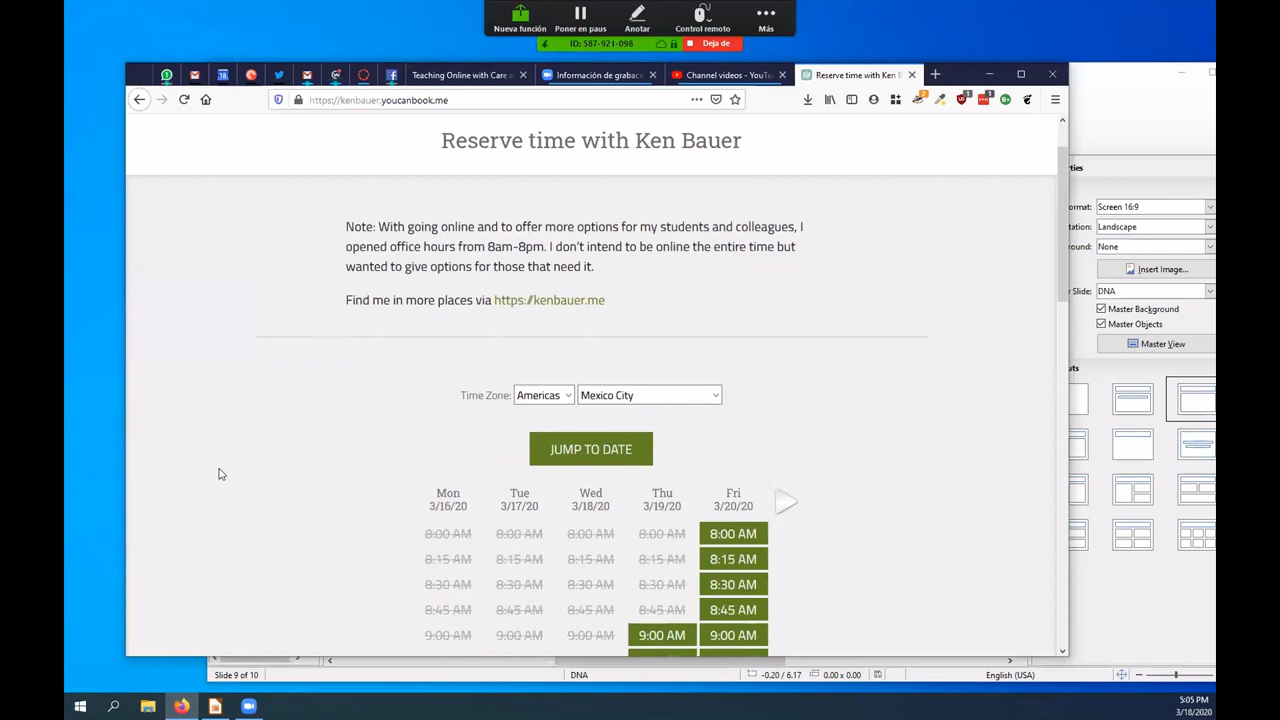 Nueva función
Poner en paus
Anotar
Control remoto
Más
ID: 587-921-098
Deja de
Teaching Online with Care
Información de grabac
Channel videos - YouTu
Reserve time with Ken B
https://kenbauer.youcanbook.me
Reserve time with Ken Bauer
Note: With going online and to offer more options for my students and colleagues, I
opened office hours from 8am-8pm. I don't intend to be online the entire time but
wanted to give options for those that need it.
Find me in more places via https://kenbauer.me
Time Zone: Americas Mexico City
JUMP TO DATE
Mon Tue Wed Thu Fri
3/16/20 3/17/20 3/18/20 3/19/20 3/20/20
8:00 AM 8:00 AM 8:00 AM 8:00 AM 8:00 AM
8:15 AM 8:15 AM 8:15 AM 8:15 AM 8:15 AM
8:30 AM 8:30 AM 8:30 AM 8:30 AM 8:30 AM
8:45 AM 8:45 AM 8:45 AM 8:45 AM 8:45 AM
9:00 AM 9:00 AM 9:00 AM 9:00 AM 9:00 AM
rties
ormat: Screen 16:9
tation: Landscape
round: None
Insert Image...
r Slide: DNA
Master Background
Master Objects
Master View
uts
Slide 9 of 10
DNA
-0.20 / 6.17
0.00 x 0.00
English (USA)
5:05 PM
3/18/2020